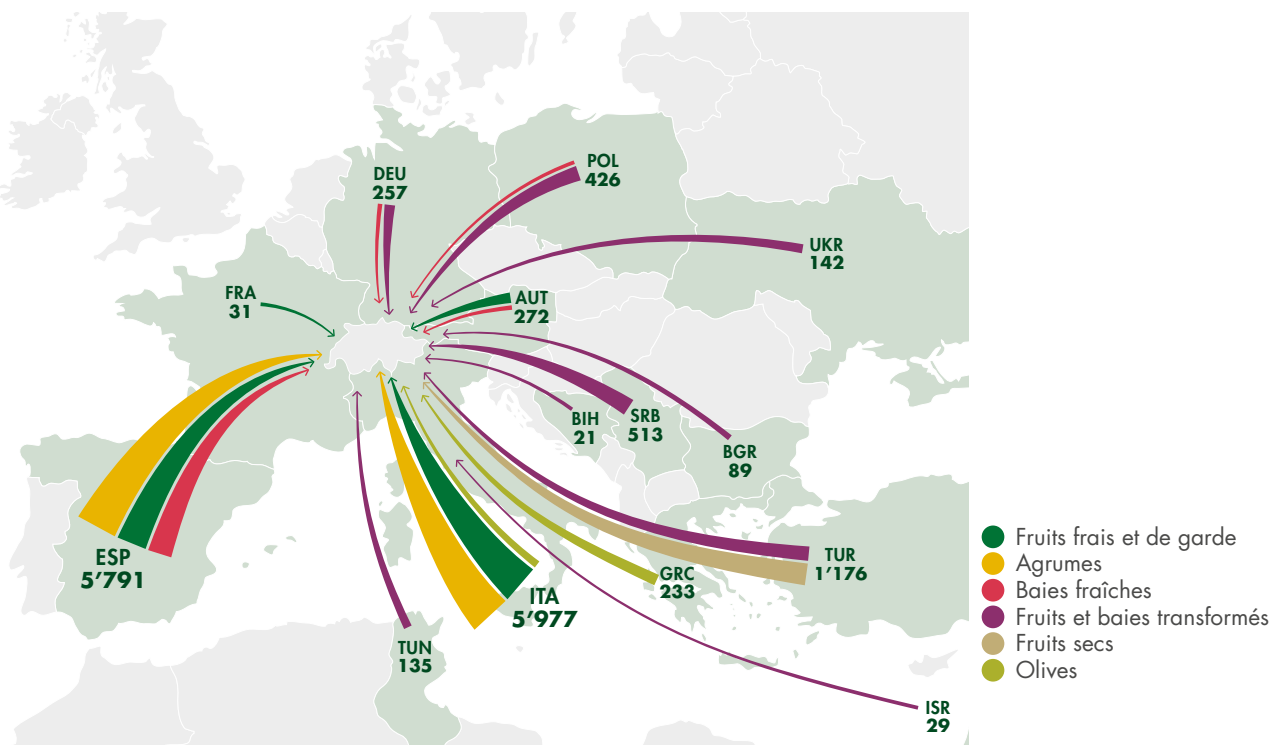 POL
426
DEU
257
UKR
142
FRA
31
AUT
272
BIH
21
SRB
513
BGR
89
ESP
5’791
TUR
1’176
GRC
233
ITA
5’977
TUN
135
ISR
29
Fruits frais et de garde
Agrumes
Baies fraîches
Fruits et baies transformés
Fruits secs
Olives